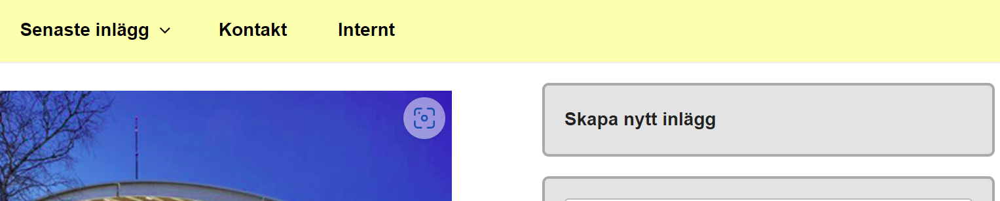 Senaste inlägg
Kontakt
Internt
Skapa nytt inlägg